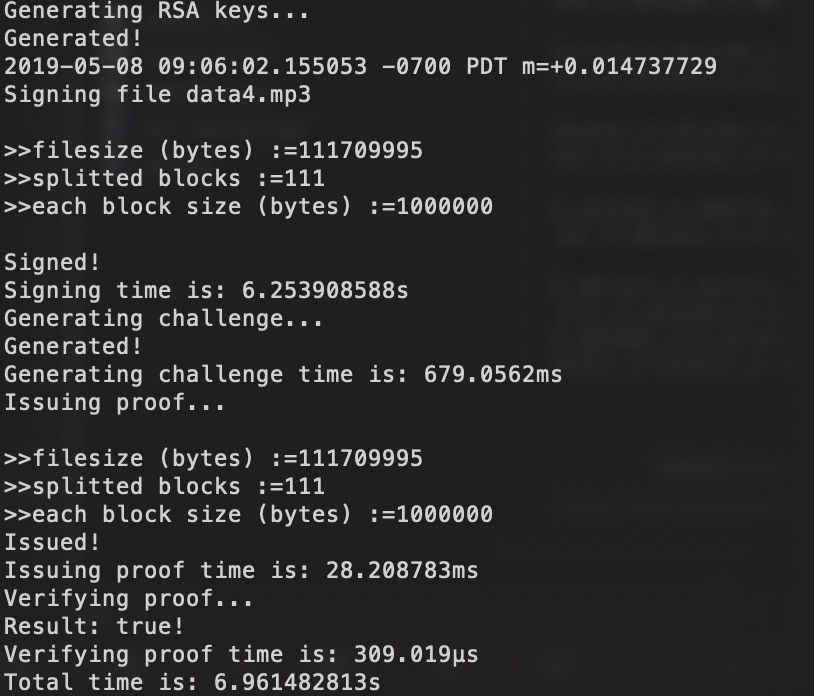 Generating RSA keys...
Generated!
2019-05-08 09:06:02.155053 -0700 PDT m=+0.014737729
Signing file data4.mp3
>>filesize (bytes) :=111709995
>>splitted blocks :=111
>>each block size (bytes) :=1000000
Signed!
Signing time is: 6.253908588s
Generating challenge...
Generated!
Generating challenge time is: 679.0562ms
Issuing proof...
>>filesize (bytes) :=111709995
>>splitted blocks :=111
>>each block size (bytes) :=1000000
Issued!
Issuing proof time is: 28.208783ms
Verifying proof...
Result: true!
Verifying proof time is: 309.019µs
Total time is: 6.961482813s